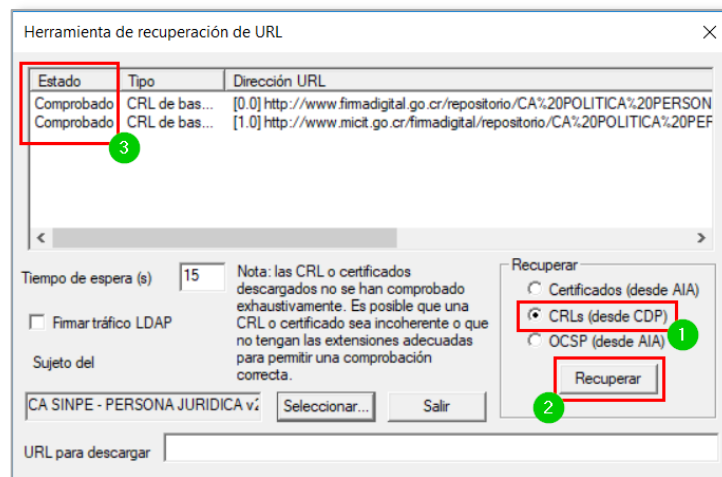 Herramienta de recuperación de URL
Estado Tipo Dirección URL
Comprobado CRL de bas... [0.0] http://www.firmadigital.go.cr/repositorio/CA%20POLITICA%20PERSON
Comprobado CRL de bas... [1.0] http://www.micit.go.cr/firmadigital/repositorio/CA%20POLITICA%20PER
3
Tiempo de espera (s) 15
Nota: las CRL o certificados
descargados no se han comprobado
exhaustivamente. Es posible que una
CRL o certificado sea incoherente o que
no tengan las extensiones adecuadas
para permitir una comprobación
correcta.
Firmar tráfico LDAP
Sujeto del
CA SINPE - PERSONA JURIDICA v2
Seleccionar...
Salir
Recuperar
Certificados (desde AIA)
CRLs (desde CDP)
1
OCSP (desde AIA)
Recuperar
2
URL para descargar